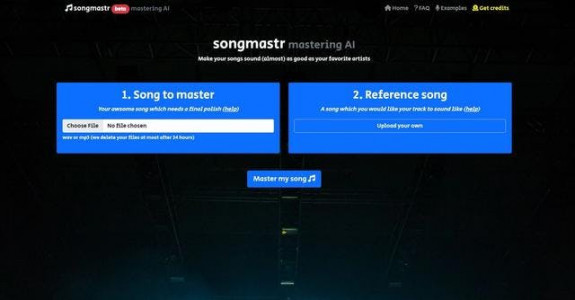 songmastr beta mastering AI
Home ?FAQ Examples Get credits
songmastr mastering AI
Make your songs sound (almost) as good as your favorite artists
1. Song to master
Your awesome song which needs a final polish (help)
Choose File No file chosen
wav or mp3 (we delete your files at most after 24 hours)
2. Reference song
A song which you would like your track to sound like (help)
Upload your own
Master my song